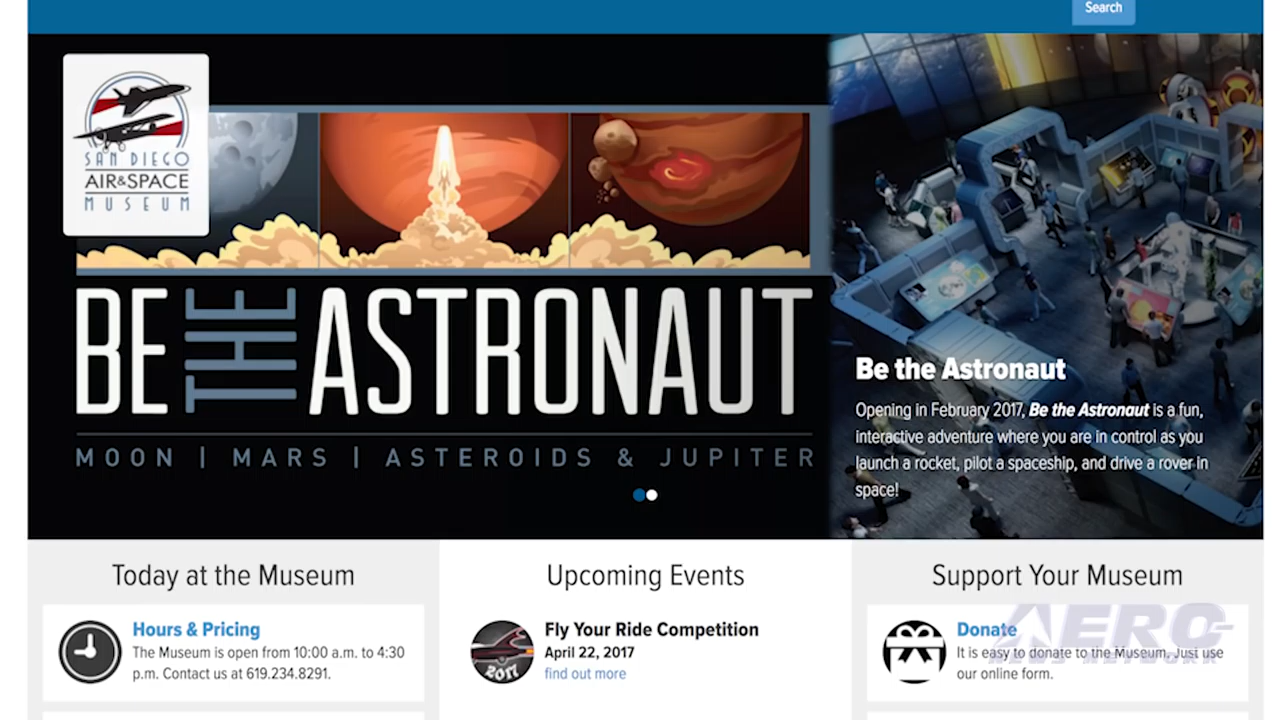 Search
SAN DIEGO
AIR&SPACE
MUSEUM
BE THE ASTRONAUT
MOON | MARS | ASTEROIDS & JUPITER
Be the Astronaut
Opening in February 2017, Be the Astronaut is a fun,
interactive adventure where you are in control as you
launch a rocket, pilot a spaceship, and drive a rover in
space!
Today at the Museum
Hours & Pricing
The Museum is open from 10:00 a.m. to 4:30
p.m. Contact us at 619.234.8291.
Upcoming Events
2017
Fly Your Ride Competition
April 22, 2017
find out more
Support Your Museum
Donate
It is easy to donate to the Museum. Just use
our online form.
AERO-
NEWS NETWORK